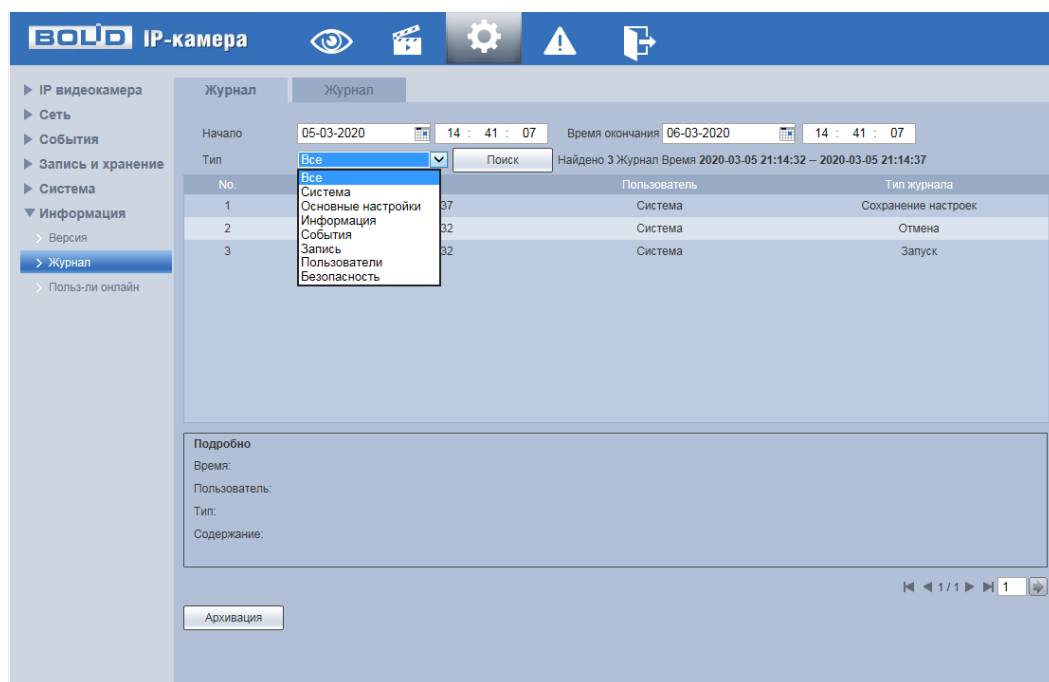 BOLID IP-камера
IP видеокамера
Сеть
События
Запись и хранение
Система
Информация
Версия
Журнал
Польз-ли онлайн
Журнал Журнал
Начало 05-03-2020 14 : 41 : 07 Время окончания 06-03-2020 14 : 41 : 07
Тип Все Поиск Найдено 3 Журнал Время 2020-03-05 21:14:32 -- 2020-03-05 21:14:37
Все
Система
Основные настройки
Информация
События
Запись
Пользователи
Безопасность
No. Пользователь Тип журнала
1 37 Система Сохранение настроек
2 32 Система Отмена
3 32 Система Запуск
Подробно
Время:
Пользователь:
Тип:
Содержание:
1/1 1
Архивация